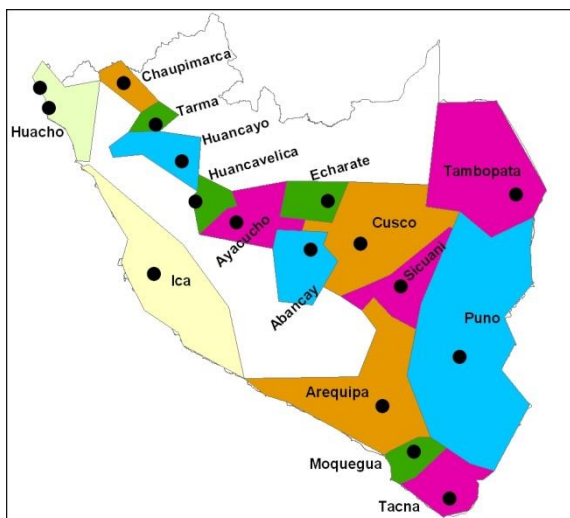 Chaupimarca
Tarma
Huacho
Huancayo
Huancavelica
Echarate
Tambopata
Ayacucho
Cusco
Sicuani
Ica
Abancay
Puno
Arequipa
Moquegua
Tacna